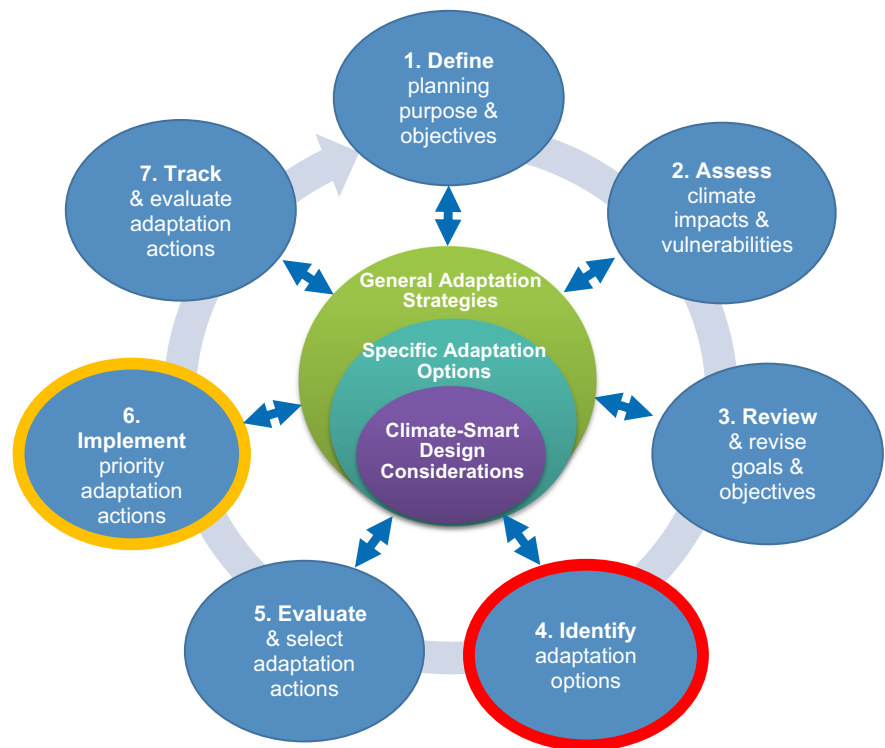 1. Define
planning
purpose &
objectives
2. Assess
climate
impacts &
vulnerabilities
3. Review
& revise
goals &
objectives
4. Identify
adaptation
options
5. Evaluate
& select
adaptation
actions
6.
Implement
priority
adaptation
actions
7. Track
& evaluate
adaptation
actions
General Adaptation
Strategies
Specific Adaptation
Options
Climate-Smart
Design
Considerations